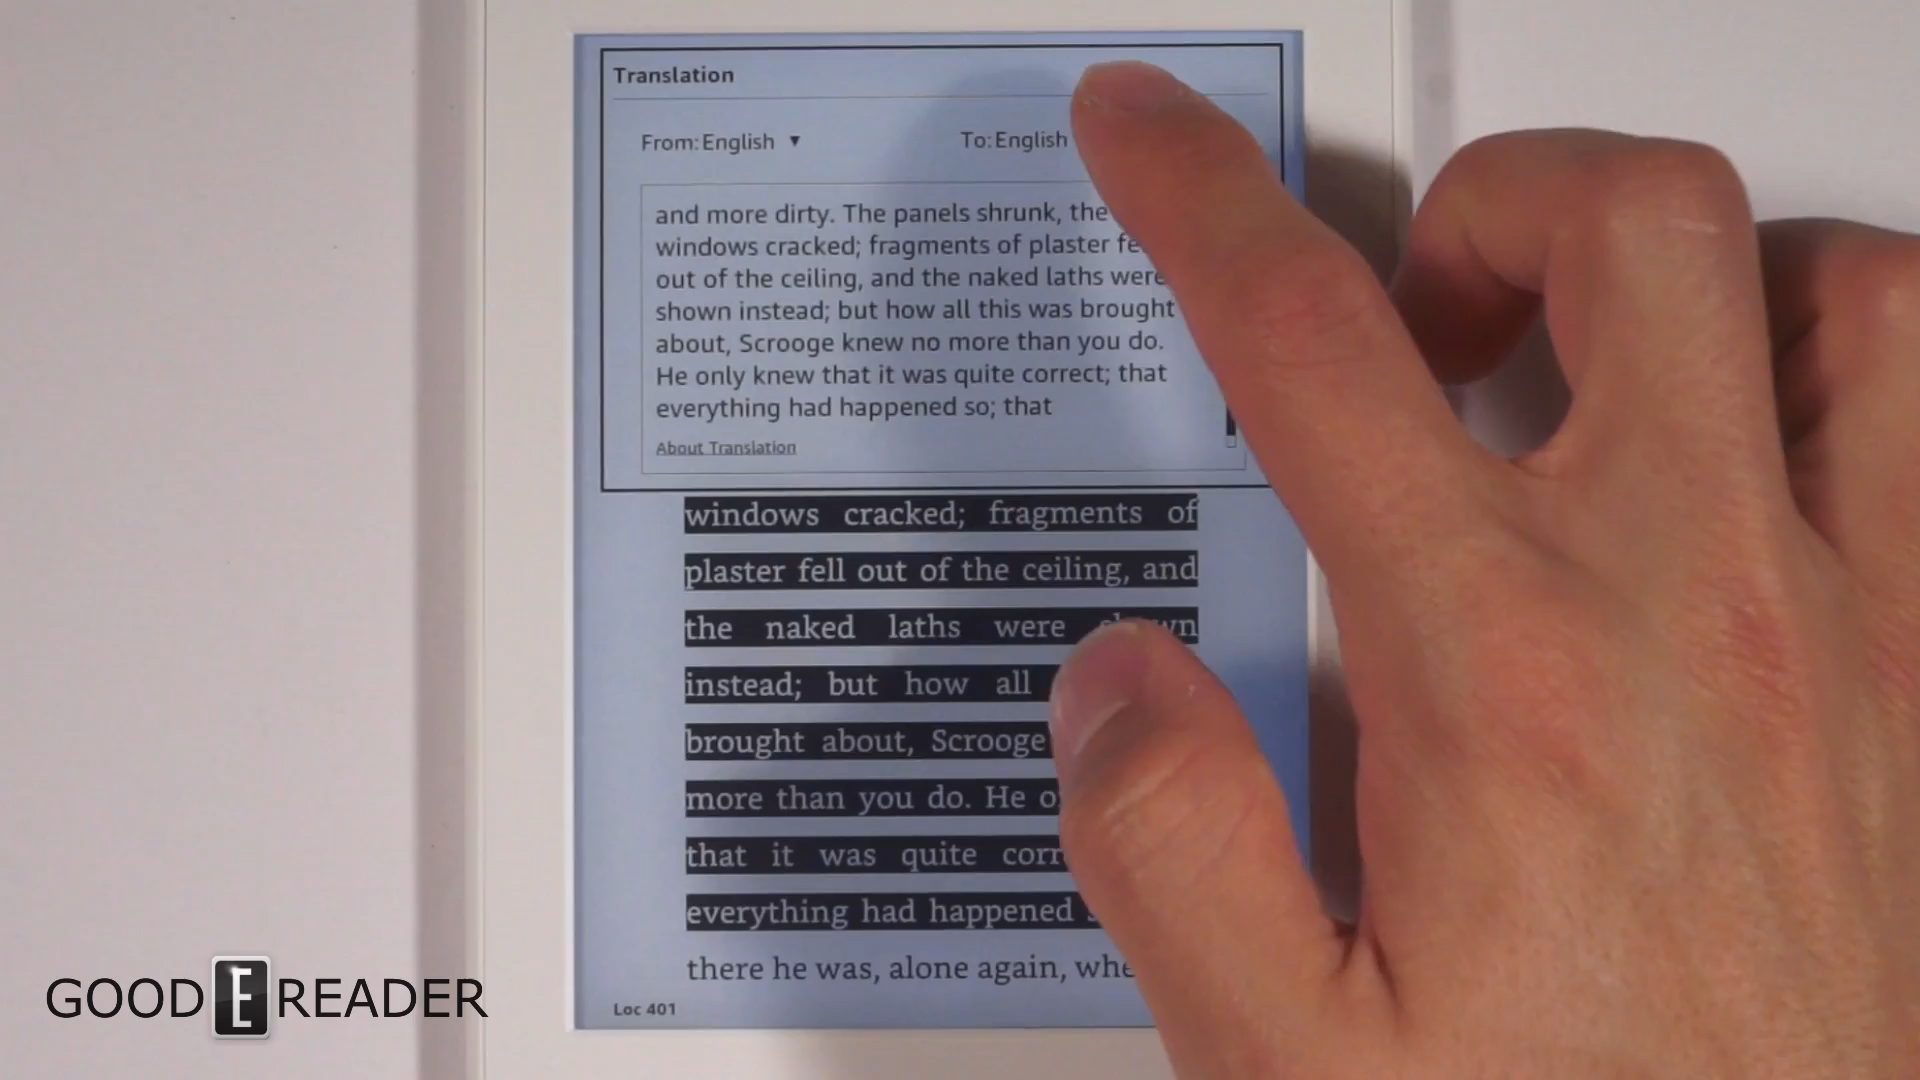 Translation
From: English ▼
To: English
and more dirty. The panels shrunk, the
windows cracked; fragments of plaster
out of the ceiling, and the naked laths were
shown instead; but how all this was brought
about, Scrooge knew no more than you do.
He only knew that it was quite correct; that
everything had happened so; that
About Translation
windows cracked; fragments of
plaster fell out of the ceiling, and
the naked laths were
instead; but how all
brought about, Scrooge
more than you do. He
that it was quite
everything had happened
there he was, alone again,
Loc 401
GOOD E READER